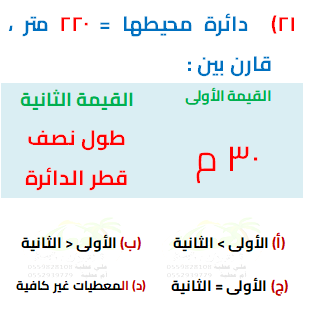 ٢١) دائرة محيطها = ٢٢٠ متر ،
قارن بين :
القيمة الأولى
القيمة الثانية
٣٠ م
طول نصف
قطر الدائرة
(أ) الأولى > الثانية
(ب) الأولى < الثانية
(ج) الأولى = الثانية
(د) المعطيات غير كافية